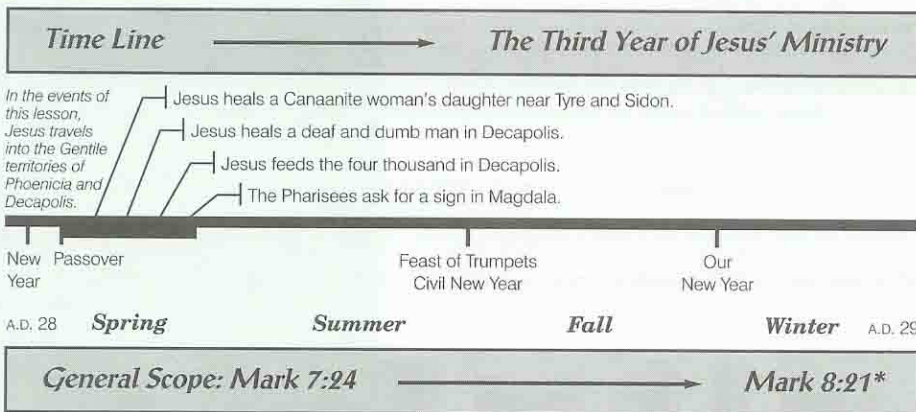 Time Line The Third Year of Jesus' Ministry
In the events of
this lesson,
Jesus travels
into the Gentile
territories of
Phoenicia and
Decapolis.
Jesus heals a Canaanite woman's daughter near Tyre and Sidon.
Jesus heals a deaf and dumb man in Decapolis.
Jesus feeds the four thousand in Decapolis.
The Pharisees ask for a sign in Magdala.
New
Year
Passover
Feast of Trumpets
Civil New Year
Our
New Year
A.D. 28 Spring Summer Fall Winter A.D. 29
General Scope: Mark 7:24 Mark 8:21*